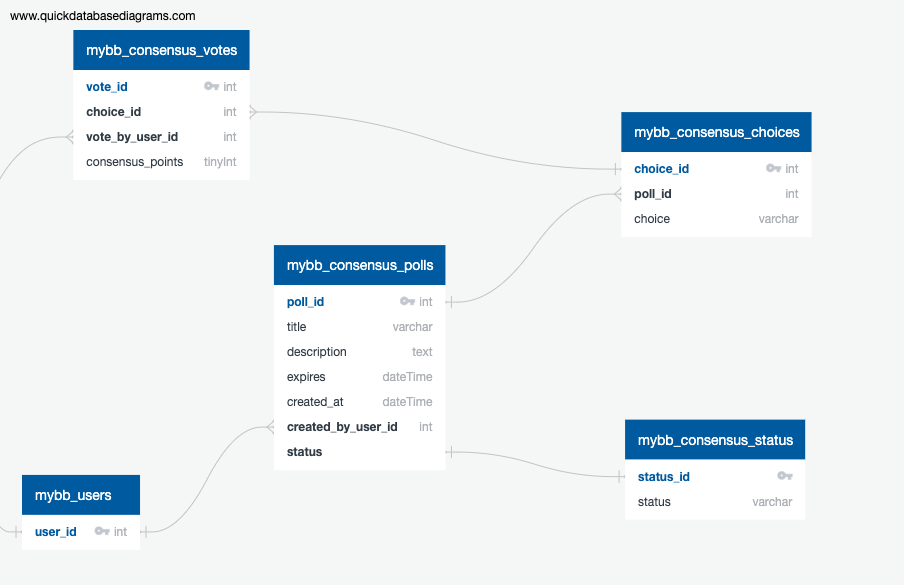 www.quickdatabasediagrams.com
mybb_consensus_votes
vote_id int
choice_id int
vote_by_user_id int
consensus_points tinyInt
mybb_consensus_choices
choice_id int
poll_id int
choice varchar
mybb_consensus_polls
poll_id int
title varchar
description text
expires dateTime
created_at dateTime
created_by_user_id int
status
mybb_consensus_status
status_id
status varchar
mybb_users
user_id int